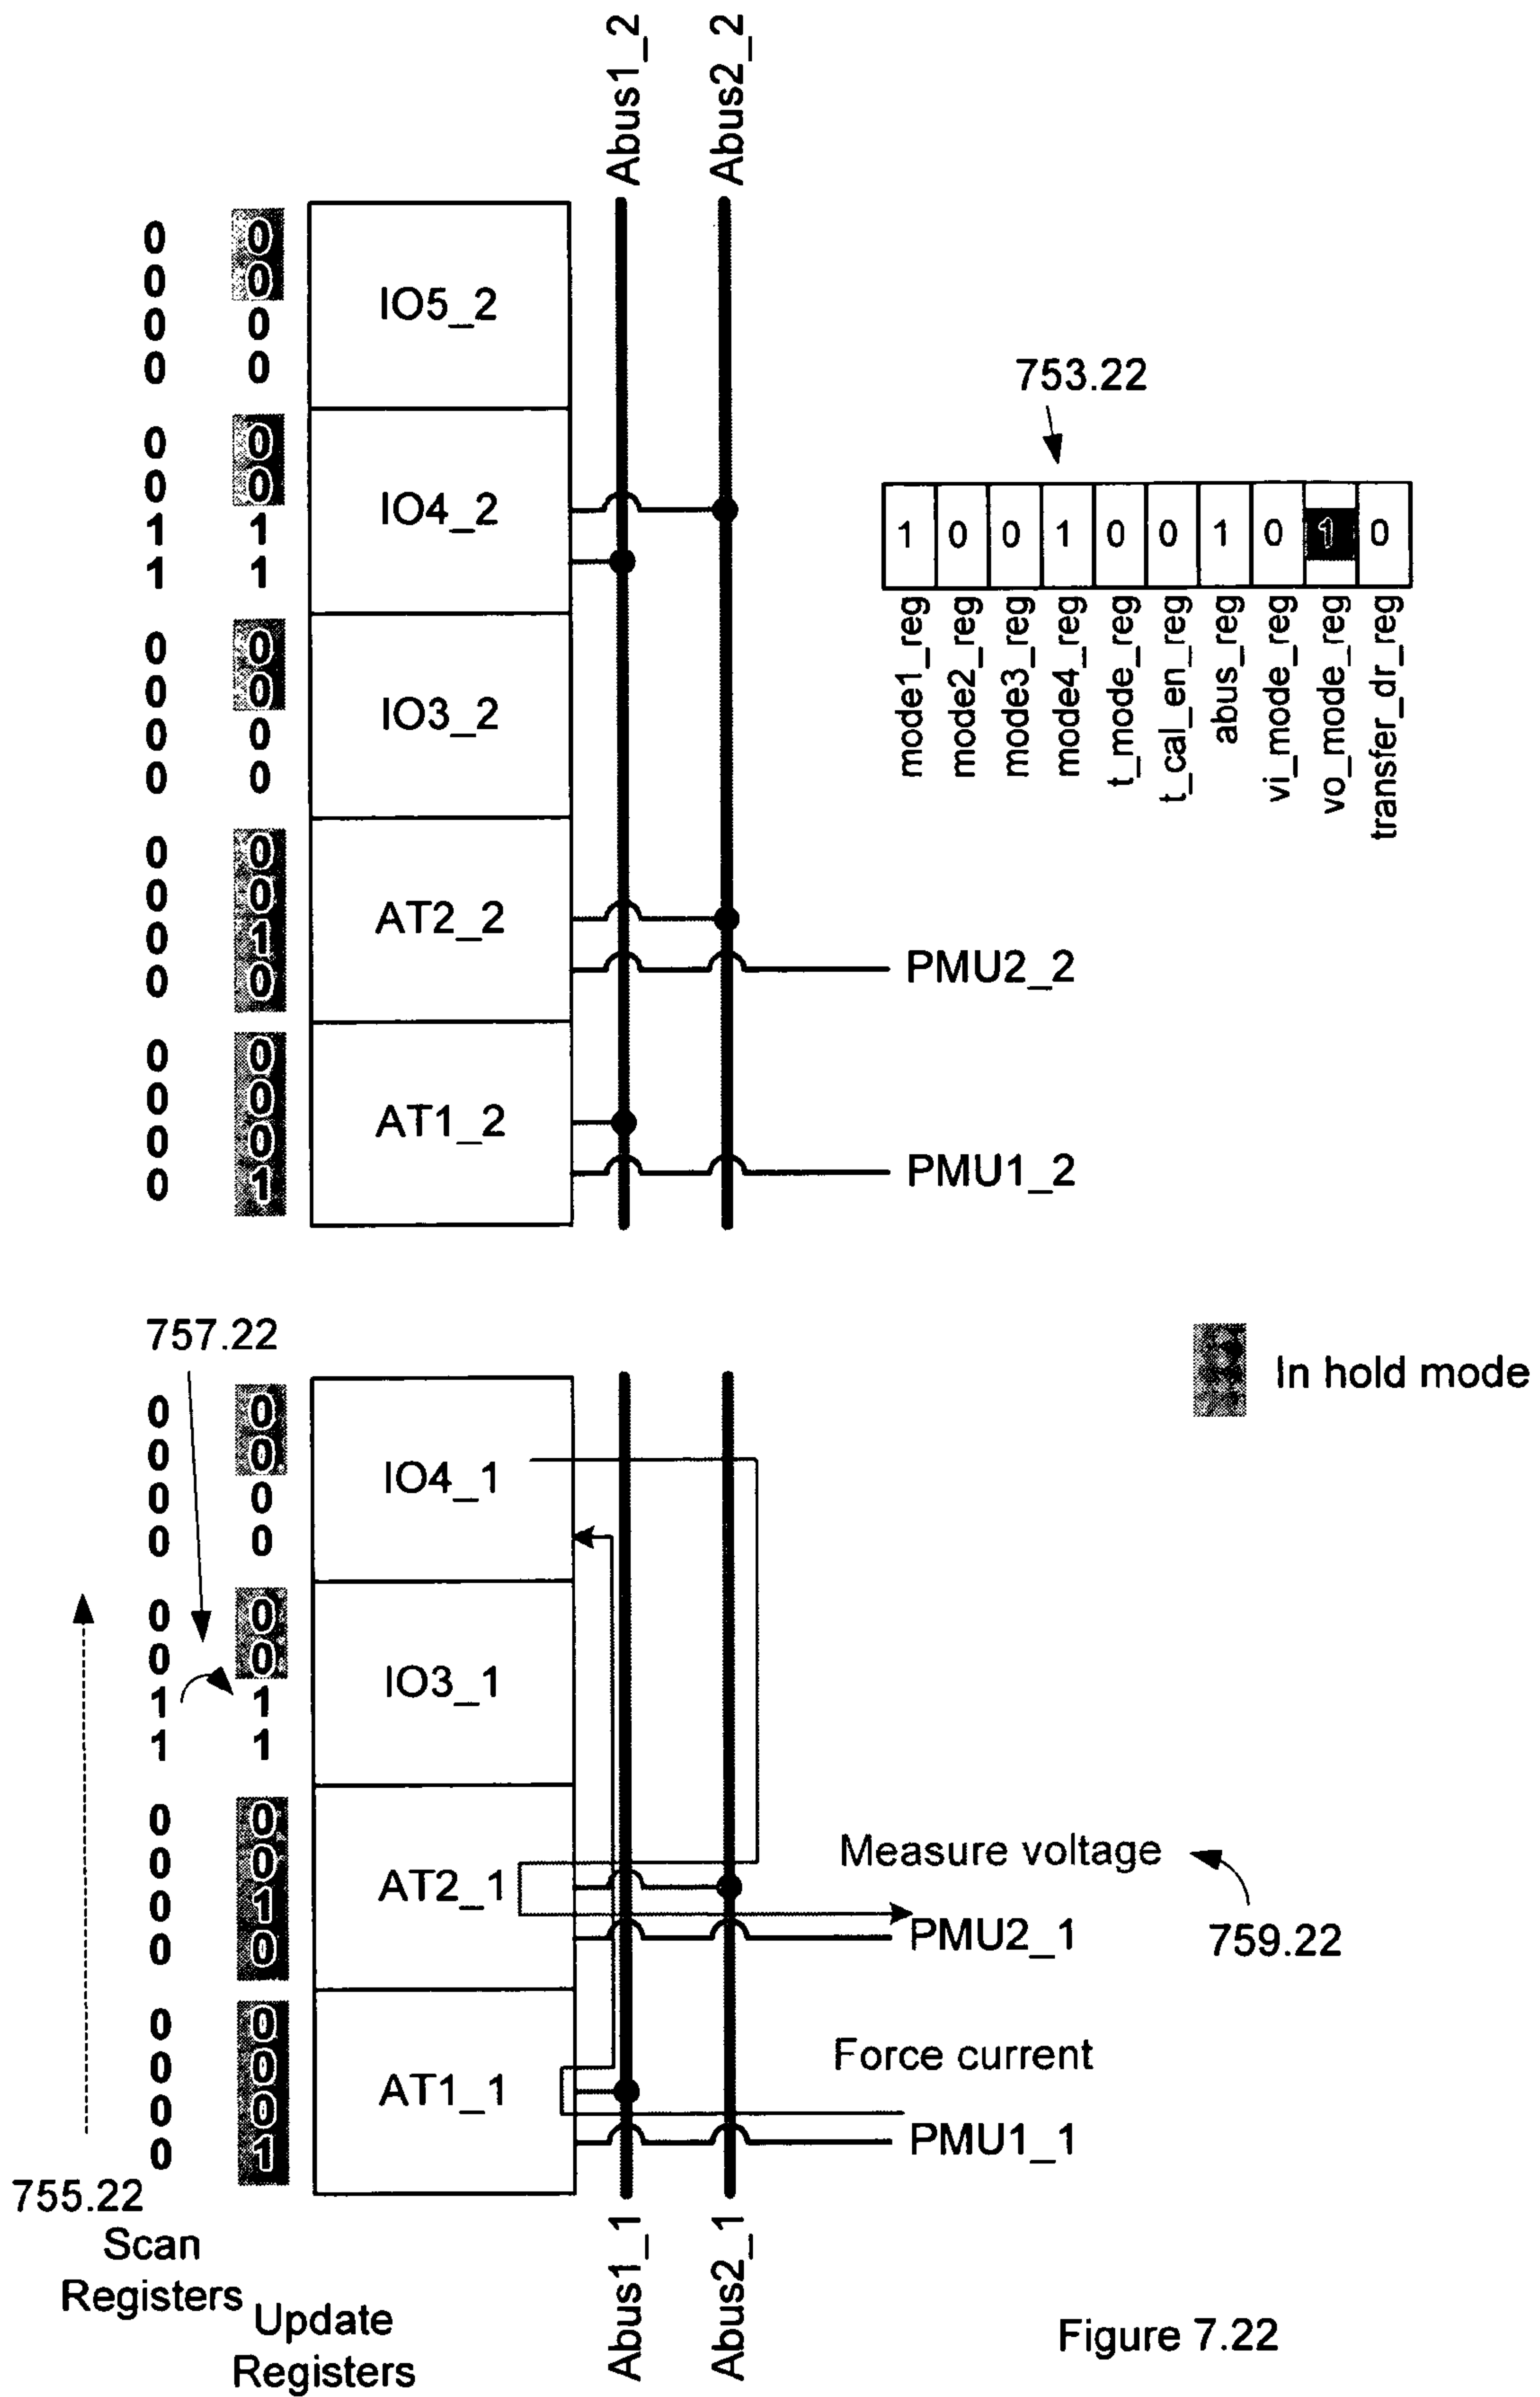 Abus1_2
Abus2_2
0 0
0 0
0 0
0 0
IO5_2
0 0
0 0
1 1
1 1
IO4_2
0 0
0 0
0 0
0 0
IO3_2
0 0
0 0
0 1
0 0
AT2_2
PMU2_2
0 0
0 0
0 0
0 1
AT1_2
PMU1_2
753.22
1 0 0 1 0 0 1 0 1 0
mode1_reg
mode2_reg
mode3_reg
mode4_reg
t_mode_reg
t_cal_en_reg
abus_reg
vi_mode_reg
vo_mode_reg
transfer_dr_reg
757.22
In hold mode
0 0
0 0
0 0
0 0
IO4_1
0 0
0 0
1 1
1 1
IO3_1
0 0
0 0
0 1
0 0
AT2_1
Measure voltage
PMU2_1
759.22
0 0
0 0
0 0
0 1
AT1_1
Force current
PMU1_1
755.22
Scan
Registers
Update
Registers
Abus1_1
Abus2_1
Figure 7.22